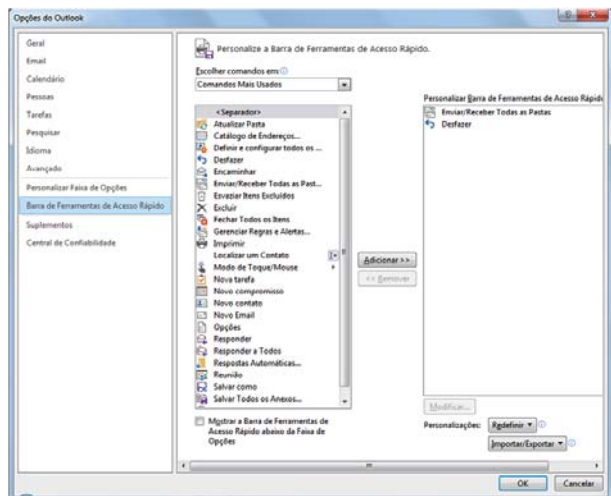 Opções do Outlook
Geral
Email
Calendário
Pessoas
Tarefas
Pesquisar
Idioma
Avançado
Personalizar Faixa de Opções
Barra de Ferramentas de Acesso Rápido
Suplementos
Central de Confiabilidade
Personalize a Barra de Ferramentas de Acesso Rápido.
Escolher comandos em:
Comandos Mais Usados
<Separador>
Atualizar Pasta
Catálogo de Endereços...
Definir e configurar todos os ...
Desfazer
Encaminhar
Enviar/Receber Todas as Past...
Esvaziar Itens Excluídos
Excluir
Fechar Todos os Itens
Gerenciar Regras e Alertas...
Imprimir
Localizar um Contato
Modo de Toque/Mouse
Nova tarefa
Novo compromisso
Novo contato
Novo Email
Opções
Responder
Responder a Todos
Respostas Automáticas...
Reunião
Salvar como
Salvar Todos os Anexos...
Mostrar a Barra de Ferramentas de
Acesso Rápido abaixo da Faixa de
Opções
Adicionar >>
<< Remover
Personalizar Barra de Ferramentas de Acesso Rápid
Enviar/Receber Todas as Pastas
Desfazer
Modificar...
Personalizações:
Redefinir
Importar/Exportar
OK
Cancelar